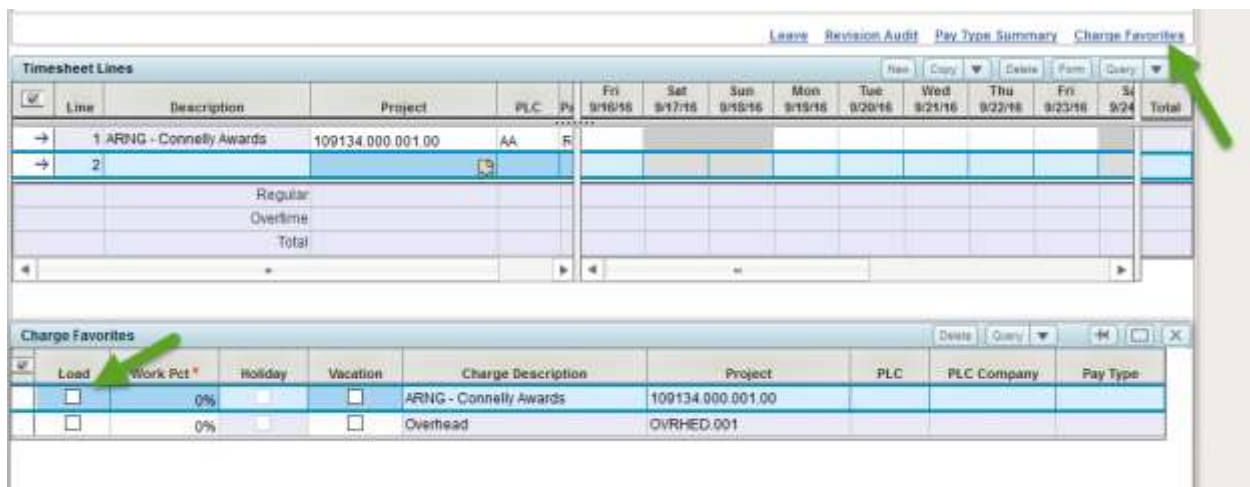 Leave Revision Audit Pay Type Summary Charge Favorites
Timesheet Lines New Copy Delete Form Query
Line Description Project PLC Pa Fri 9/16/16 Sat 9/17/16 Sun 9/18/16 Mon 9/19/16 Tue 9/20/16 Wed 9/21/16 Thu 9/22/16 Fri 9/23/16 Sa 9/24 Total
1 ARNG - Connelly Awards 109134.000.001.00 AA R
2
Regular
Overtime
Total
Charge Favorites Delete Query
Load Work Pct * Holiday Vacation Charge Description Project PLC PLC Company Pay Type
0% ARNG - Connelly Awards 109134.000.001.00
0% Overhead OVRHED.001